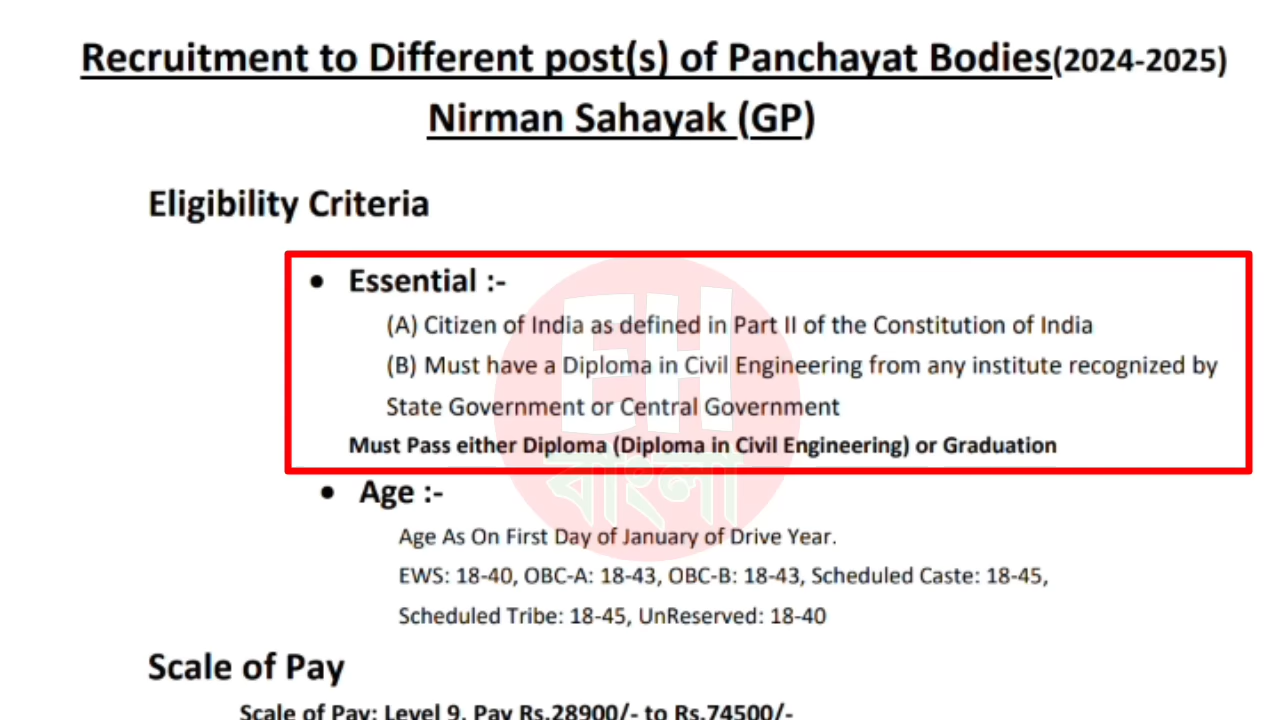 Recruitment to Different post(s) of Panchayat Bodies(2024-2025)
Nirman Sahayak (GP)
Eligibility Criteria
• Essential :-
(A) Citizen of India as defined in Part II of the Constitution of India
(B) Must have a Diploma in Civil Engineering from any institute recognized by
State Government or Central Government
Must Pass either Diploma (Diploma in Civil Engineering) or Graduation
EH
বাংলা
• Age :-
Age As On First Day of January of Drive Year.
EWS: 18-40, OBC-A: 18-43, OBC-B: 18-43, Scheduled Caste: 18-45,
Scheduled Tribe: 18-45, UnReserved: 18-40
Scale of Pay
Scale of Pay: Level 9, Pay Rs.28900/- to Rs.74500/-